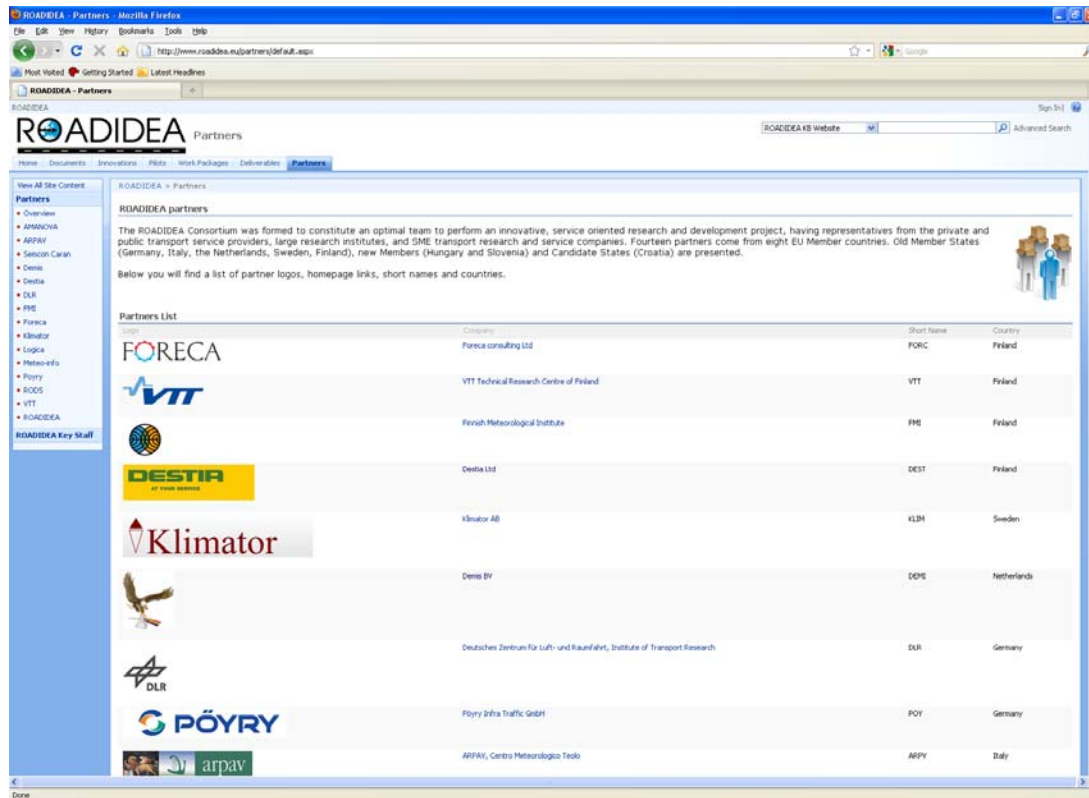 ROADIDEA - Partners - Mozilla Firefox
File Edit View History Bookmarks Tools Help
http://www.roadidea.eu/partners/default.aspx
Google
Most Visited Getting Started Latest Headlines
ROADIDEA - Partners
ROADIDEA Sign In
ROADIDEA Partners
ROADIDEA KB Website Advanced Search
Home Documents Innovations Pilots Work Packages Deliverables Partners
View All Site Content
Partners
Overview
AMANOVA
ARPAV
Semcon Caran
Demis
Destia
DLR
FMI
Foreca
Klimator
Logica
Meteo-info
Poyry
RODS
VTT
ROADIDEA
ROADIDEA Key Staff
ROADIDEA > Partners
ROADIDEA partners
The ROADIDEA Consortium was formed to constitute an optimal team to perform an innovative, service oriented research and development project, having representatives from the private and
public transport service providers, large research institutes, and SME transport research and service companies. Fourteen partners come from eight EU Member countries. Old Member States
(Germany, Italy, the Netherlands, Sweden, Finland), new Members (Hungary and Slovenia) and Candidate States (Croatia) are presented.
Below you will find a list of partner logos, homepage links, short names and countries.
Partners List
Logo Company Short Name Country
FORECA Foreca consulting Ltd FORC Finland
VTT VTT Technical Research Centre of Finland VTT Finland
Finnish Meteorological Institute FMI Finland
DESTIA Destia Ltd DEST Finland
AT YOUR SERVICE
Klimator Klimator AB KLIM Sweden
Demis BV DEMI Netherlands
DLR Deutsches Zentrum für Luft- und Raumfahrt, Institute of Transport Research DLR Germany
PÖYRY Pöyry Infra Traffic GmbH POY Germany
arpav ARPAV, Centro Meteorologico Teolo ARPV Italy
Done